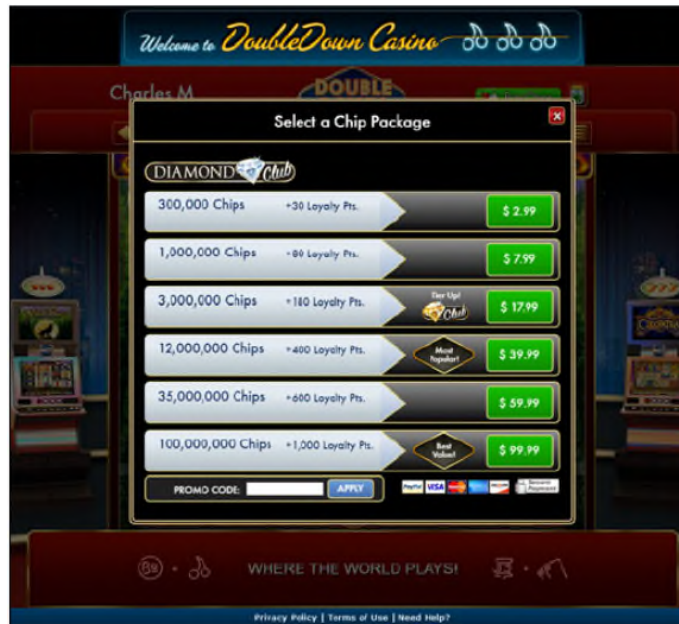 Welcome to DoubleDown Casino
Charles M
DOUBLE
Select a Chip Package
DIAMOND Club
300,000 Chips +30 Loyalty Pts. $ 2.99
1,000,000 Chips +80 Loyalty Pts. $ 7.99
3,000,000 Chips +180 Loyalty Pts. Tier Up! Club $ 17.99
12,000,000 Chips +400 Loyalty Pts. Most Popular! $ 39.99
35,000,000 Chips +600 Loyalty Pts. $ 59.99
100,000,000 Chips +1,000 Loyalty Pts. Best Value! $ 99.99
PROMO CODE: APPLY PayPal VISA Secure Payment
WHERE THE WORLD PLAYS!
Privacy Policy | Terms of Use | Need Help?